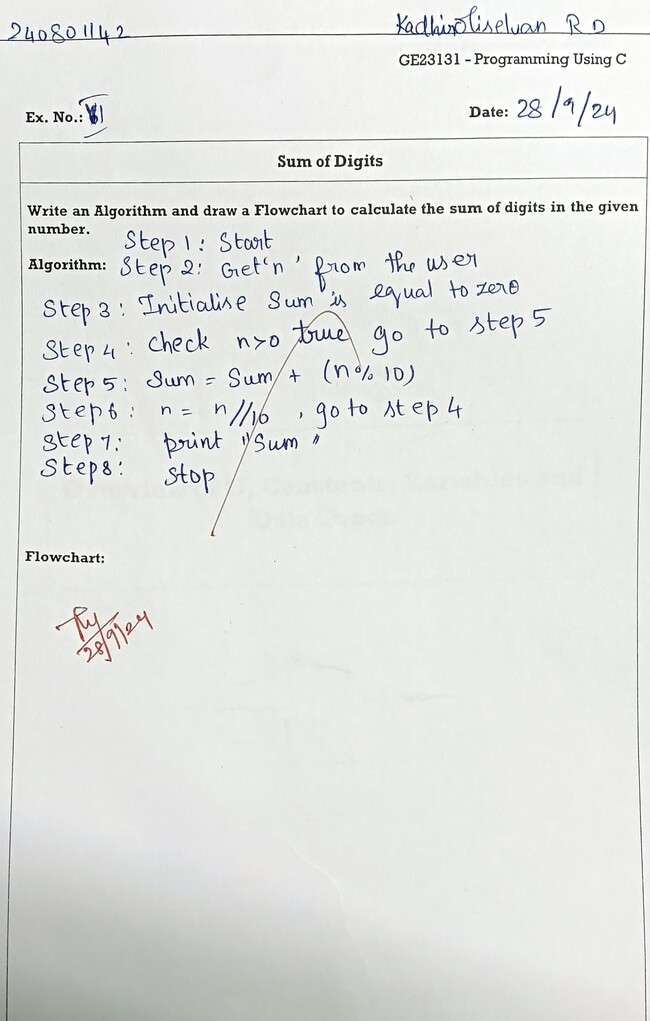 240801142
Kadhiroliselvan R D
GE23131 - Programming Using C
Ex. No.: VI
Date: 28/9/24
Sum of Digits
Write an Algorithm and draw a Flowchart to calculate the sum of digits in the given
number.
Step 1: Start
Algorithm: Step 2: Get 'n' from the user
Step 3: Initialise Sum is equal to zero
Step 4: check n>0 true go to step 5
Step 5: Sum = Sum + (n% 10)
Step 6: n = n//10 , go to step 4
Step 7: print "Sum"
Step 8: Stop
Flowchart:
28/9/24